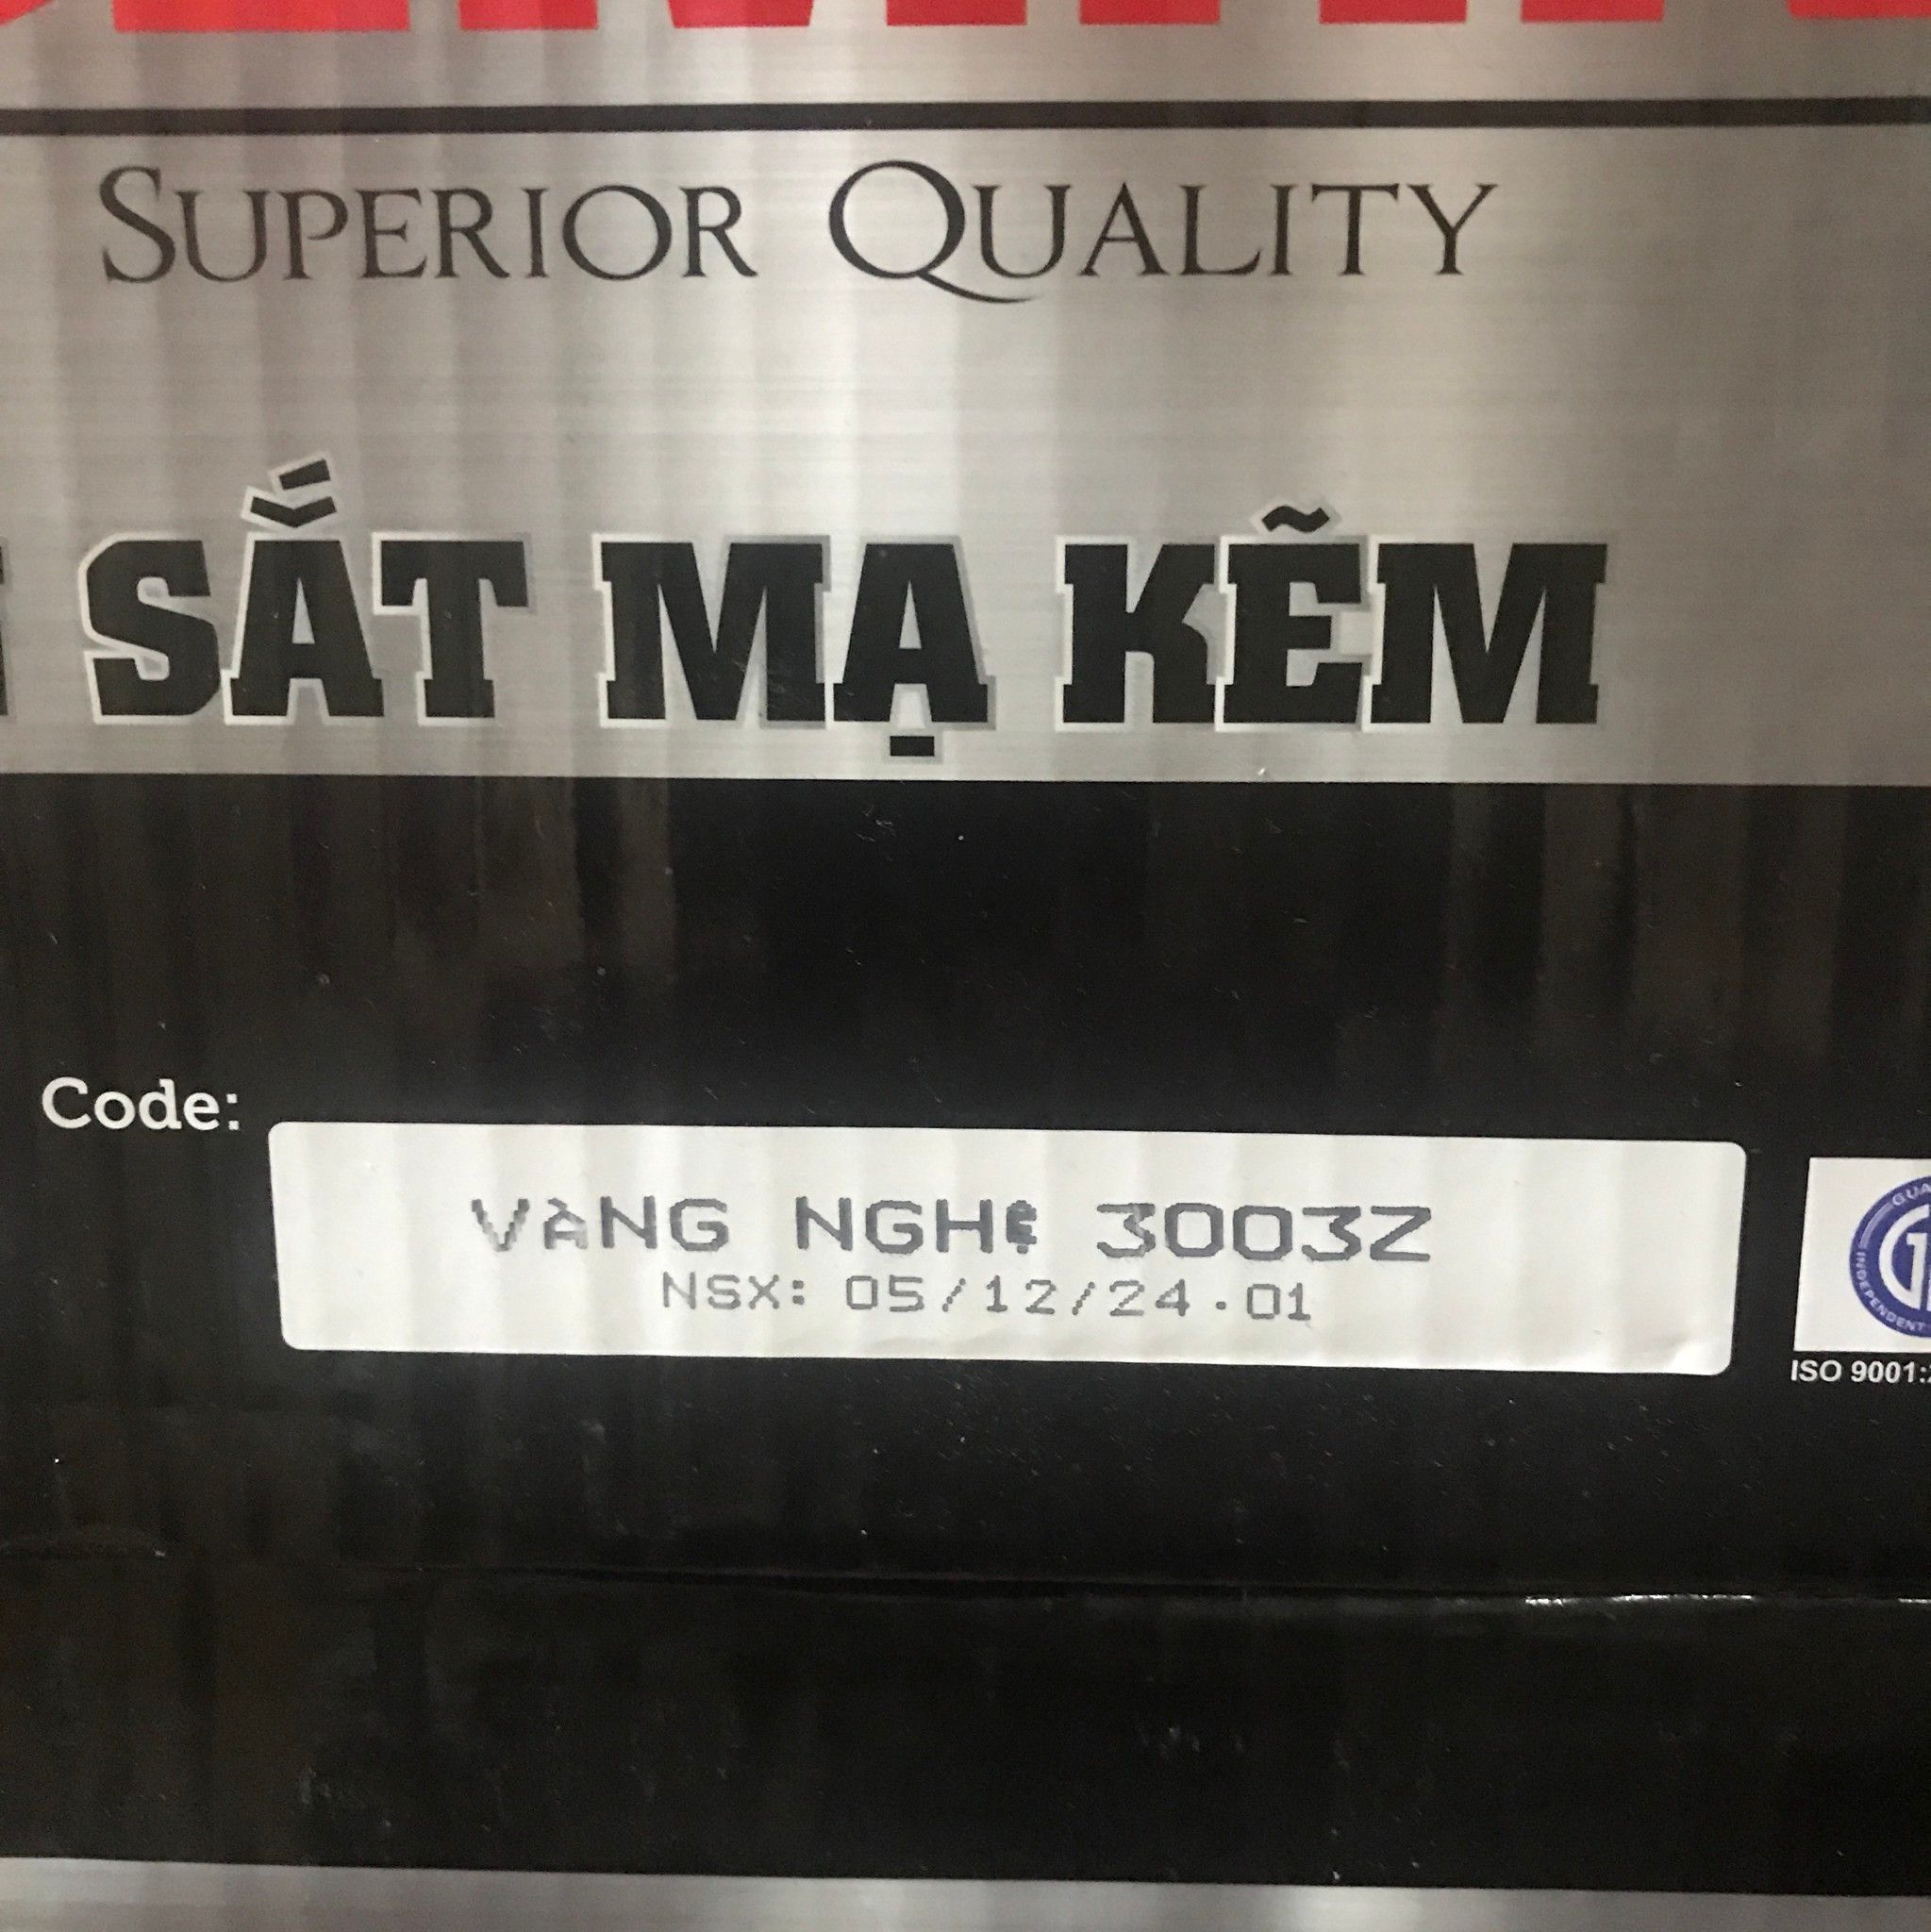 SUPERIOR QUALITY
SẮT MẠ KẼM
Code:
VÀNG NGHỆ 3003Z
NSX: 05/12/24.01
ISO 9001: